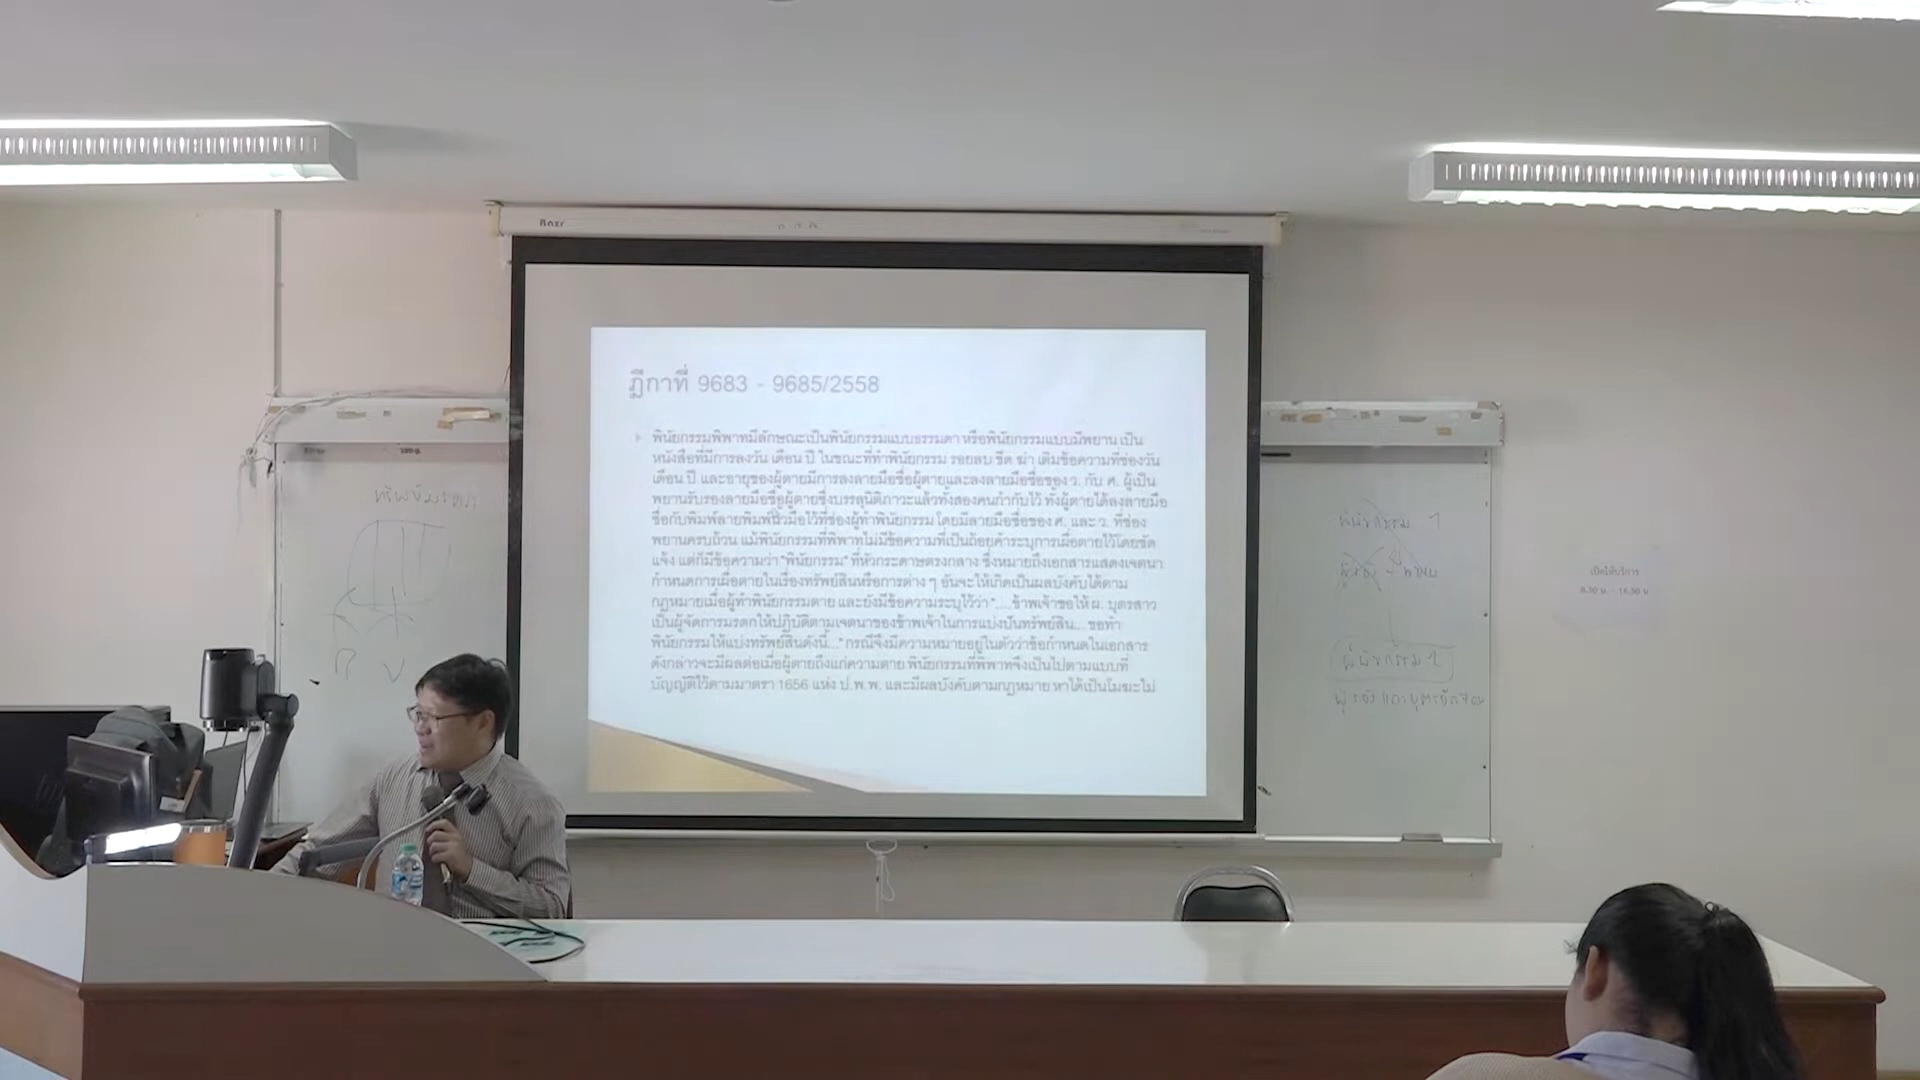 ฎีกาที่ 9683 - 9685/2558
พินัยกรรมพิพาทมีลักษณะเป็นพินัยกรรมแบบธรรมดา หรือพินัยกรรมแบบมีพยาน เป็น
หนังสือที่มีการลงวัน เดือน ปี ในขณะที่ทำพินัยกรรม รอยลบ ขีด ฆ่า เติมข้อความที่ช่องวัน
เดือน ปี และอายุของผู้ตายมีการลงลายมือชื่อผู้ตายและลงลายมือชื่อของ ว. กับ ศ. ผู้เป็น
พยานรับรองลายมือชื่อผู้ตายซึ่งบรรลุนิติภาวะแล้วทั้งสองคนกำกับไว้ ทั้งผู้ตายได้ลงลายมือ
ชื่อกับพิมพ์ลายพิมพ์นิ้วมือไว้ที่ช่องผู้ทำพินัยกรรม โดยมีลายมือชื่อของ ศ. และ ว. ที่ช่อง
พยานครบถ้วน แม้พินัยกรรมที่พิพาทไม่มีข้อความที่เป็นถ้อยคำระบุการเผื่อตายไว้โดยชัด
แจ้ง แต่ก็มีข้อความว่า "พินัยกรรม" ที่หัวกระดาษตรงกลาง ซึ่งหมายถึงเอกสารแสดงเจตนา
กำหนดการเผื่อตายในเรื่องทรัพย์สินหรือการต่าง ๆ อันจะให้เกิดเป็นผลบังคับได้ตาม
กฎหมายเมื่อผู้ทำพินัยกรรมตาย และยังมีข้อความระบุไว้ว่า "....ข้าพเจ้าขอให้ ผ. บุตรสาว
เป็นผู้จัดการมรดกให้ปฏิบัติตามเจตนาของข้าพเจ้าในการแบ่งปันทรัพย์สิน... ขอทำ
พินัยกรรมให้แบ่งทรัพย์สินดังนี้..." กรณีจึงมีความหมายอยู่ในตัวว่าข้อกำหนดในเอกสาร
ดังกล่าวจะมีผลต่อเมื่อผู้ตายถึงแก่ความตาย พินัยกรรมที่พิพาทจึงเป็นไปตามแบบที่
บัญญัติไว้ตามมาตรา 1656 แห่ง ป.พ.พ. และมีผลบังคับตามกฎหมาย หาได้เป็นโมฆะไม่
พินัยกรรม 1
เปิดให้บริการ
8.30 น. - 16.30 น